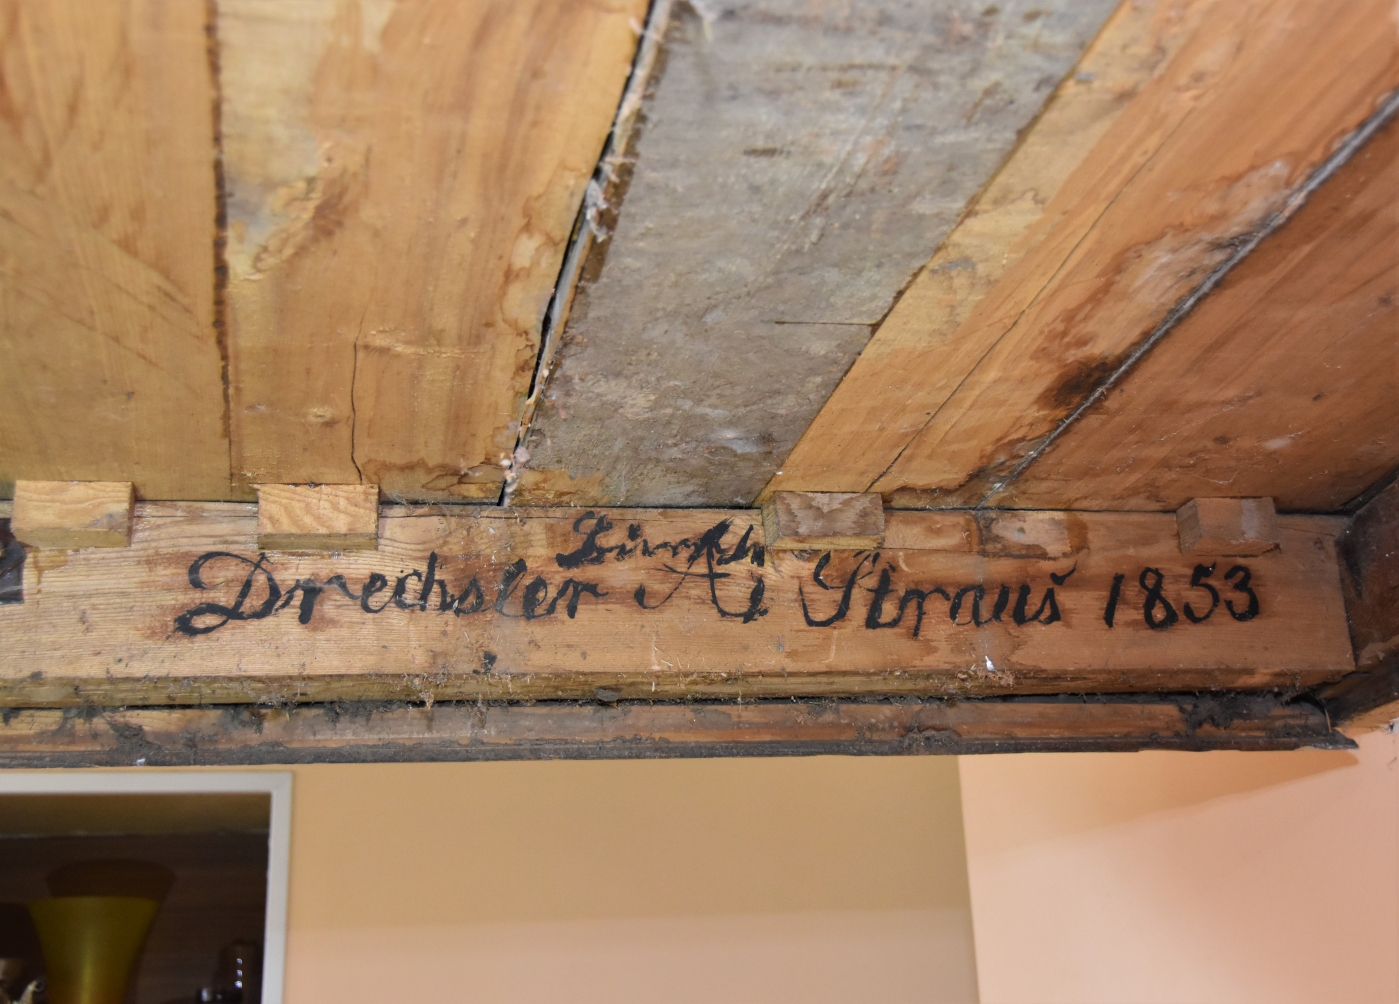 Drechsler A. Straus 1853